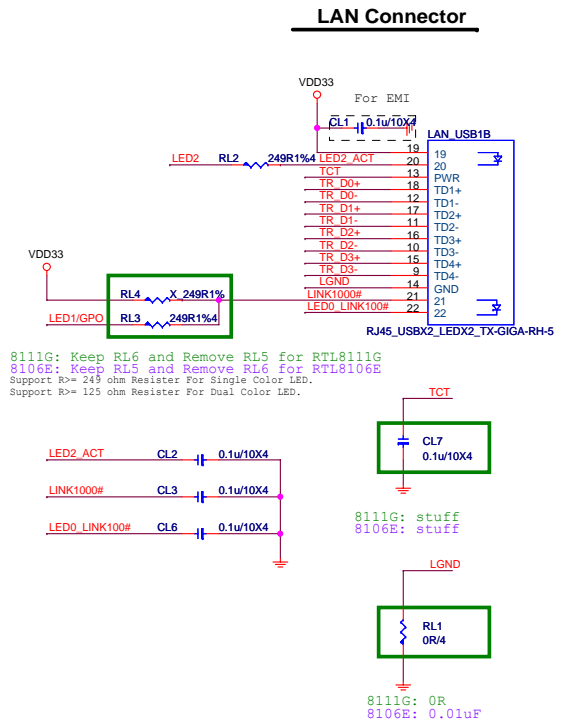 LAN Connector
VDD33
For EMI
CL1 0.1u/10X4
LAN_USB1B
LED2 RL2 249R1%4 LED2_ACT
TCT
TR_D0+
TR_D0-
TR_D1+
TR_D1-
TR_D2+
TR_D2-
TR_D3+
TR_D3-
LGND
LINK1000#
LED0_LINK100#
19 19
20 20
13 PWR
18 TD1+
12 TD1-
17 TD2+
11 TD2-
16 TD3+
10 TD3-
15 TD4+
9 TD4-
14 GND
21 21
22 22
RJ45_USBX2_LEDX2_TX-GIGA-RH-5
VDD33
RL4 X_249R1%
LED1/GPO RL3 249R1%4
8111G: Keep RL6 and Remove RL5 for RTL8111G
8106E: Keep RL5 and Remove RL6 for RTL8106E
Support R>= 249 ohm Resister For Single Color LED.
Support R>= 125 ohm Resister For Dual Color LED.
LED2_ACT CL2 0.1u/10X4
LINK1000# CL3 0.1u/10X4
LED0_LINK100# CL6 0.1u/10X4
TCT
CL7
0.1u/10X4
8111G: stuff
8106E: stuff
LGND
RL1
0R/4
8111G: 0R
8106E: 0.01uF